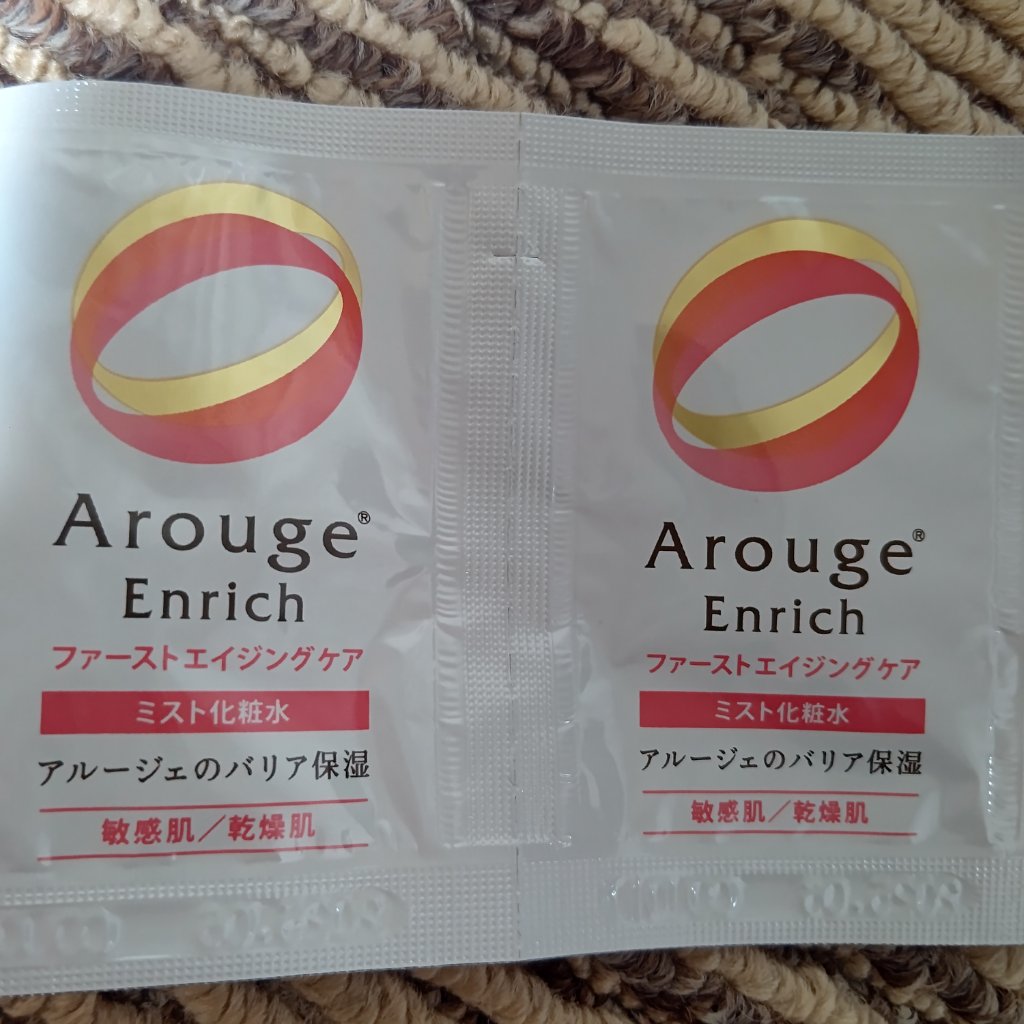 Arouge®
Enrich
ファーストエイジングケア
ミスト化粧水
アルージェのバリア保湿
敏感肌／乾燥肌
Arouge®
Enrich
ファーストエイジングケア
ミスト化粧水
アルージェのバリア保湿
敏感肌／乾燥肌